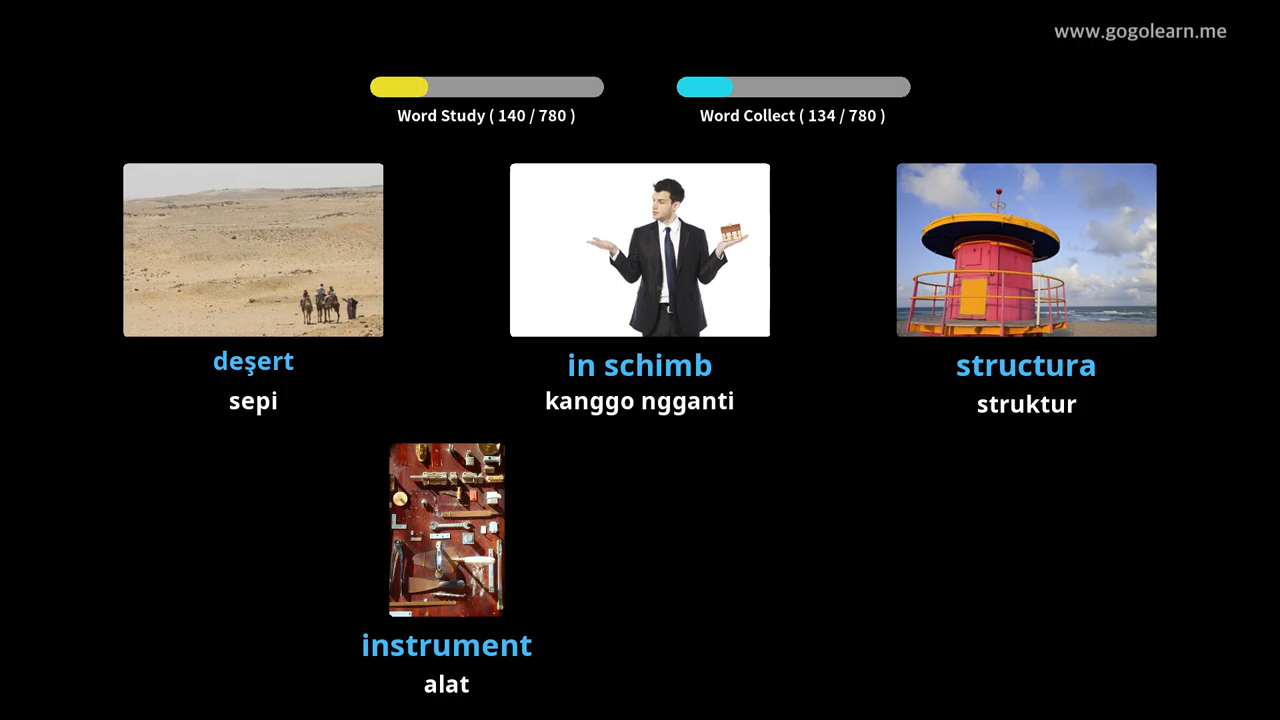 www.gogolearn.me
Word Study ( 140 / 780 )
Word Collect ( 134 / 780 )
deşert
sepi
in schimb
kanggo ngganti
structura
struktur
instrument
alat